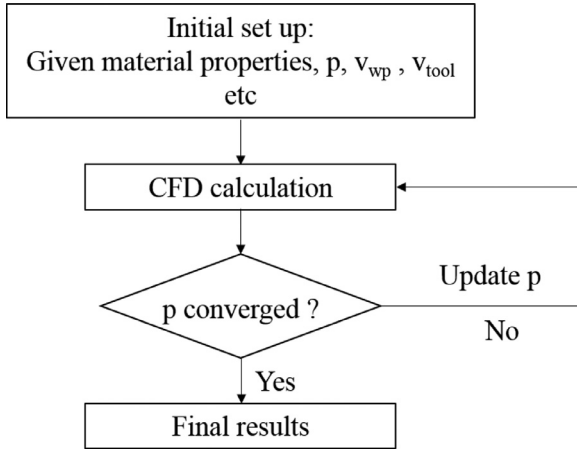 Initial set up:
Given material properties, p, v_wp , v_tool
etc
CFD calculation
p converged ?
Update p
No
Yes
Final results